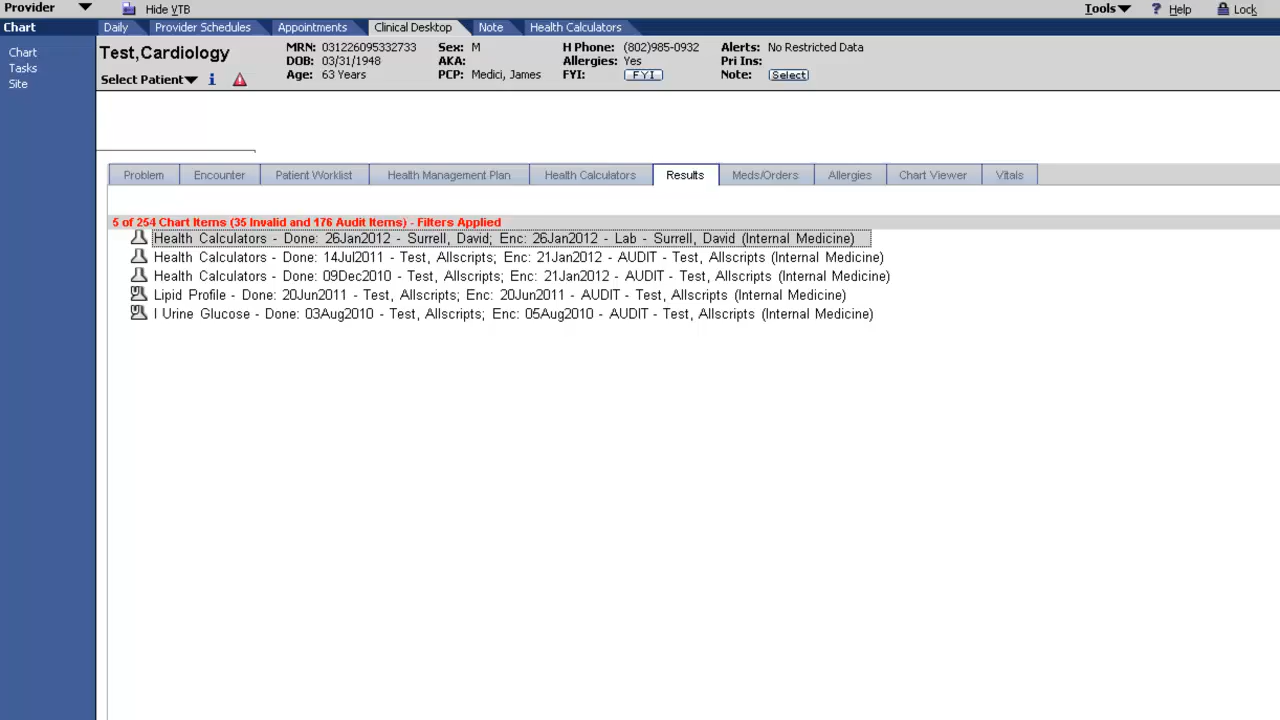 Provider Hide VTB Tools Help Lock
Chart Daily Provider Schedules Appointments Clinical Desktop Note Health Calculators
Chart
Tasks
Site
Test,Cardiology
Select Patient i
MRN: 031226095332733 Sex: M H Phone: (802)985-0932 Alerts: No Restricted Data
DOB: 03/31/1948 AKA: Allergies: Yes Pri Ins:
Age: 63 Years PCP: Medici, James FYI: FYI Note: Select
Problem Encounter Patient Worklist Health Management Plan Health Calculators Results Meds/Orders Allergies Chart Viewer Vitals
5 of 254 Chart Items (35 Invalid and 176 Audit Items) - Filters Applied
Health Calculators - Done: 26Jan2012 - Surrell, David; Enc: 26Jan2012 - Lab - Surrell, David (Internal Medicine)
Health Calculators - Done: 14Jul2011 - Test, Allscripts; Enc: 21Jan2012 - AUDIT - Test, Allscripts (Internal Medicine)
Health Calculators - Done: 09Dec2010 - Test, Allscripts; Enc: 21Jan2012 - AUDIT - Test, Allscripts (Internal Medicine)
Lipid Profile - Done: 20Jun2011 - Test, Allscripts; Enc: 20Jun2011 - AUDIT - Test, Allscripts (Internal Medicine)
I Urine Glucose - Done: 03Aug2010 - Test, Allscripts; Enc: 05Aug2010 - AUDIT - Test, Allscripts (Internal Medicine)